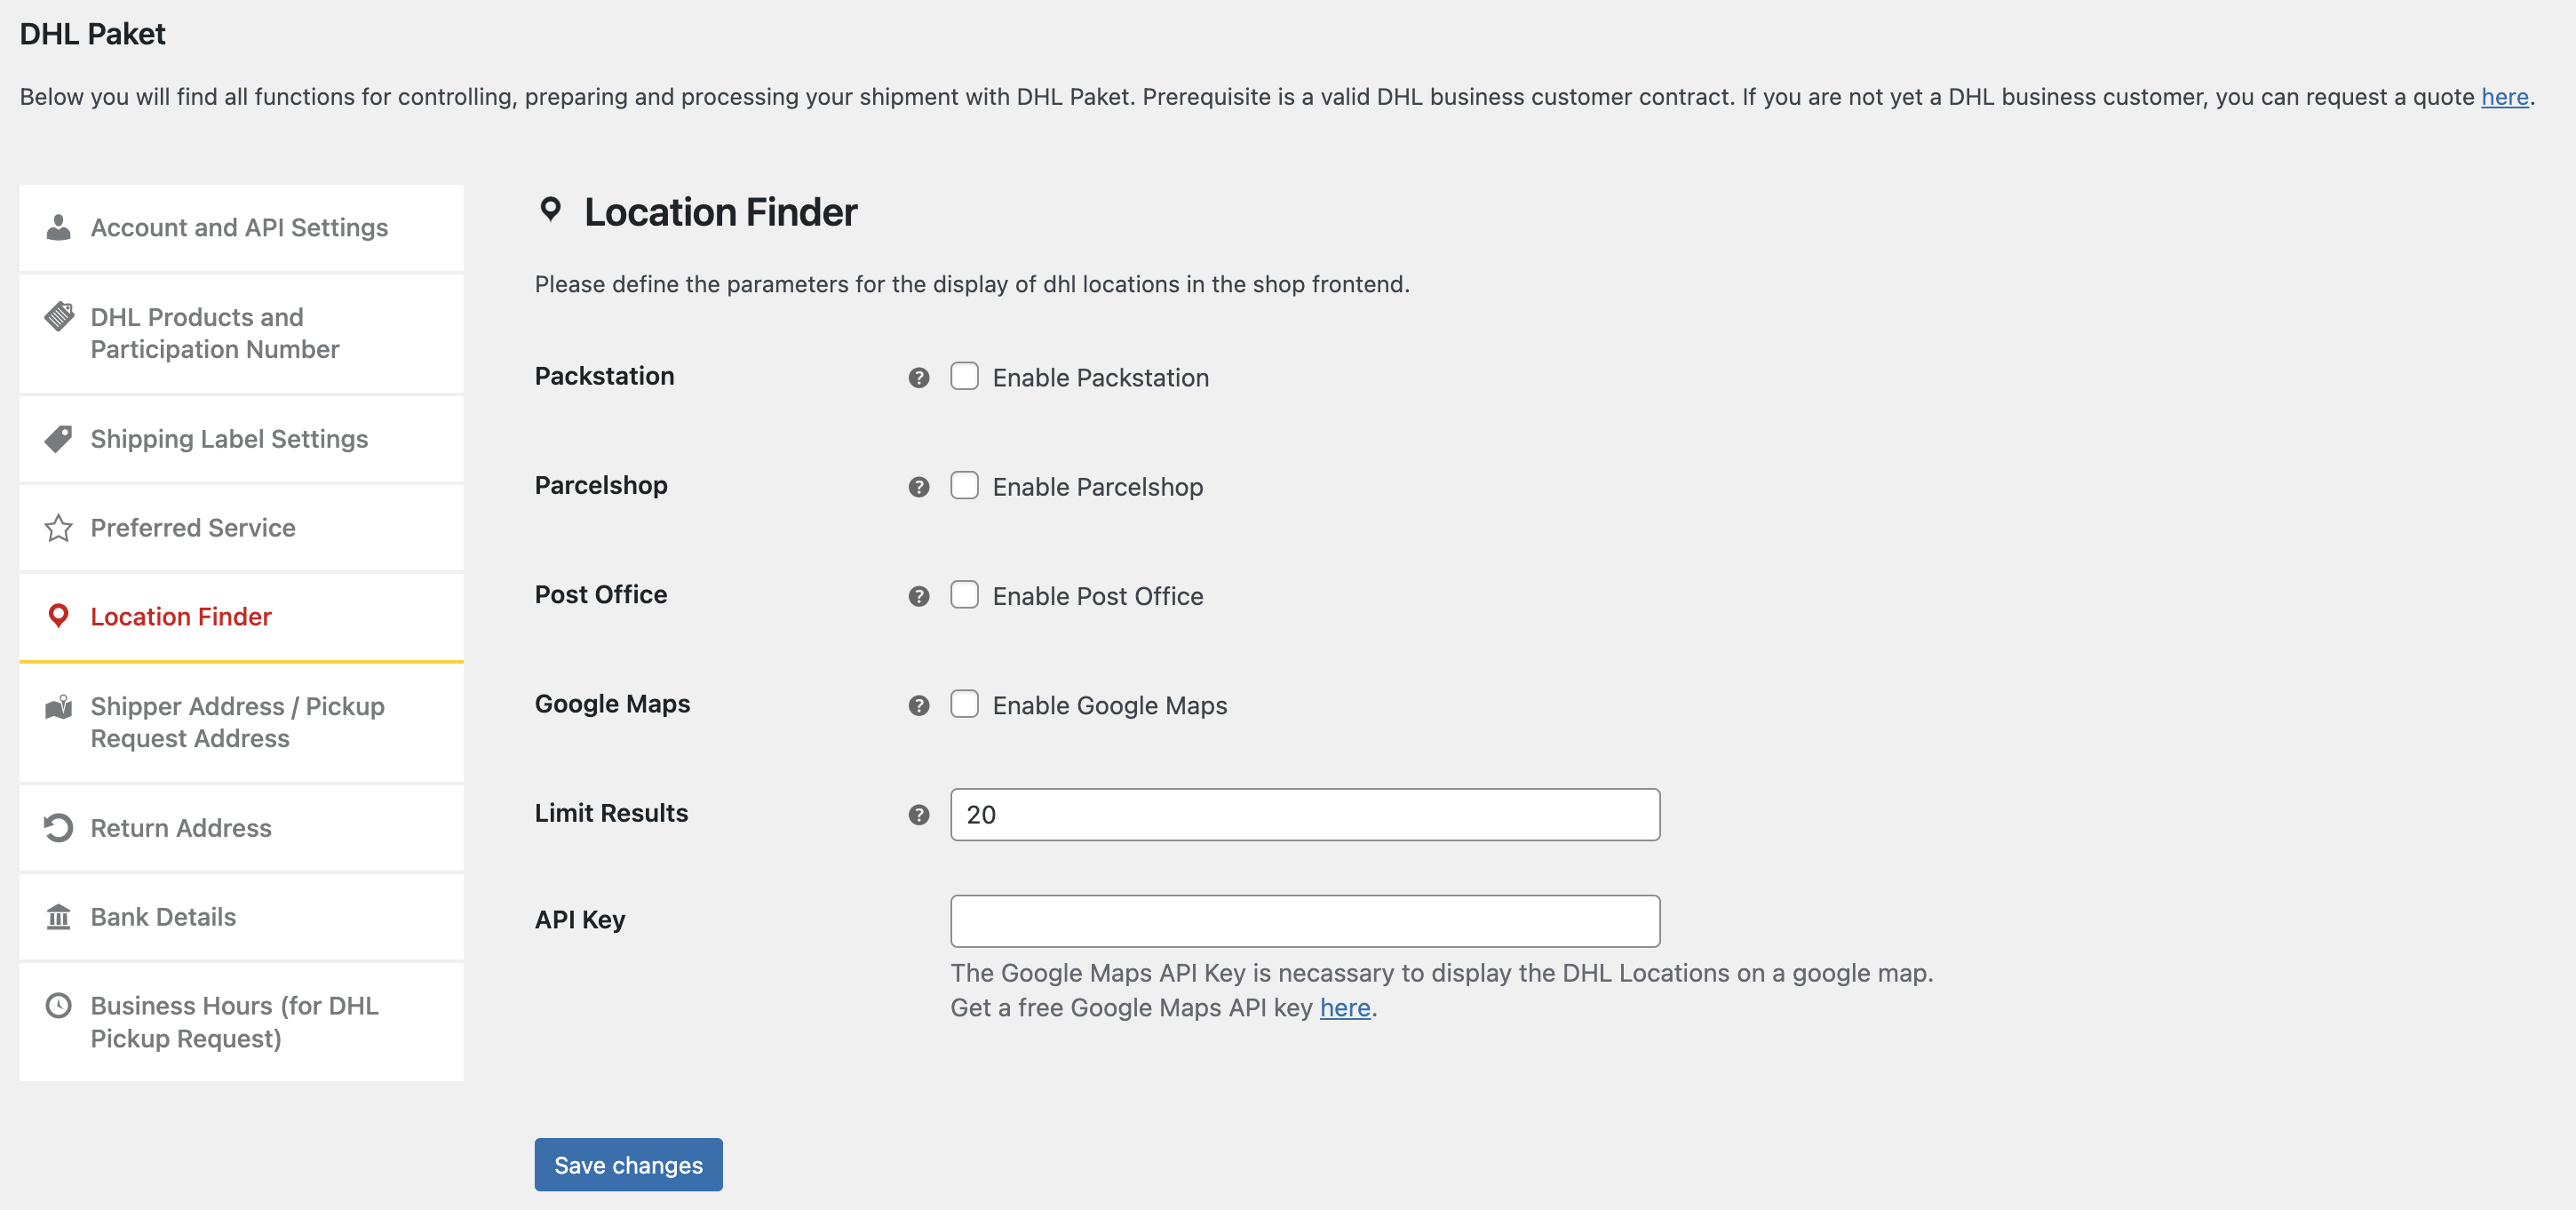 DHL Paket
Below you will find all functions for controlling, preparing and processing your shipment with DHL Paket. Prerequisite is a valid DHL business customer contract. If you are not yet a DHL business customer, you can request a quote here.
Account and API Settings
DHL Products and
Participation Number
Shipping Label Settings
Preferred Service
Location Finder
Shipper Address / Pickup
Request Address
Return Address
Bank Details
Business Hours (for DHL
Pickup Request)
Location Finder
Please define the parameters for the display of dhl locations in the shop frontend.
Packstation ? Enable Packstation
Parcelshop ? Enable Parcelshop
Post Office ? Enable Post Office
Google Maps ? Enable Google Maps
Limit Results ? 20
API Key
The Google Maps API Key is necassary to display the DHL Locations on a google map.
Get a free Google Maps API key here.
Save changes